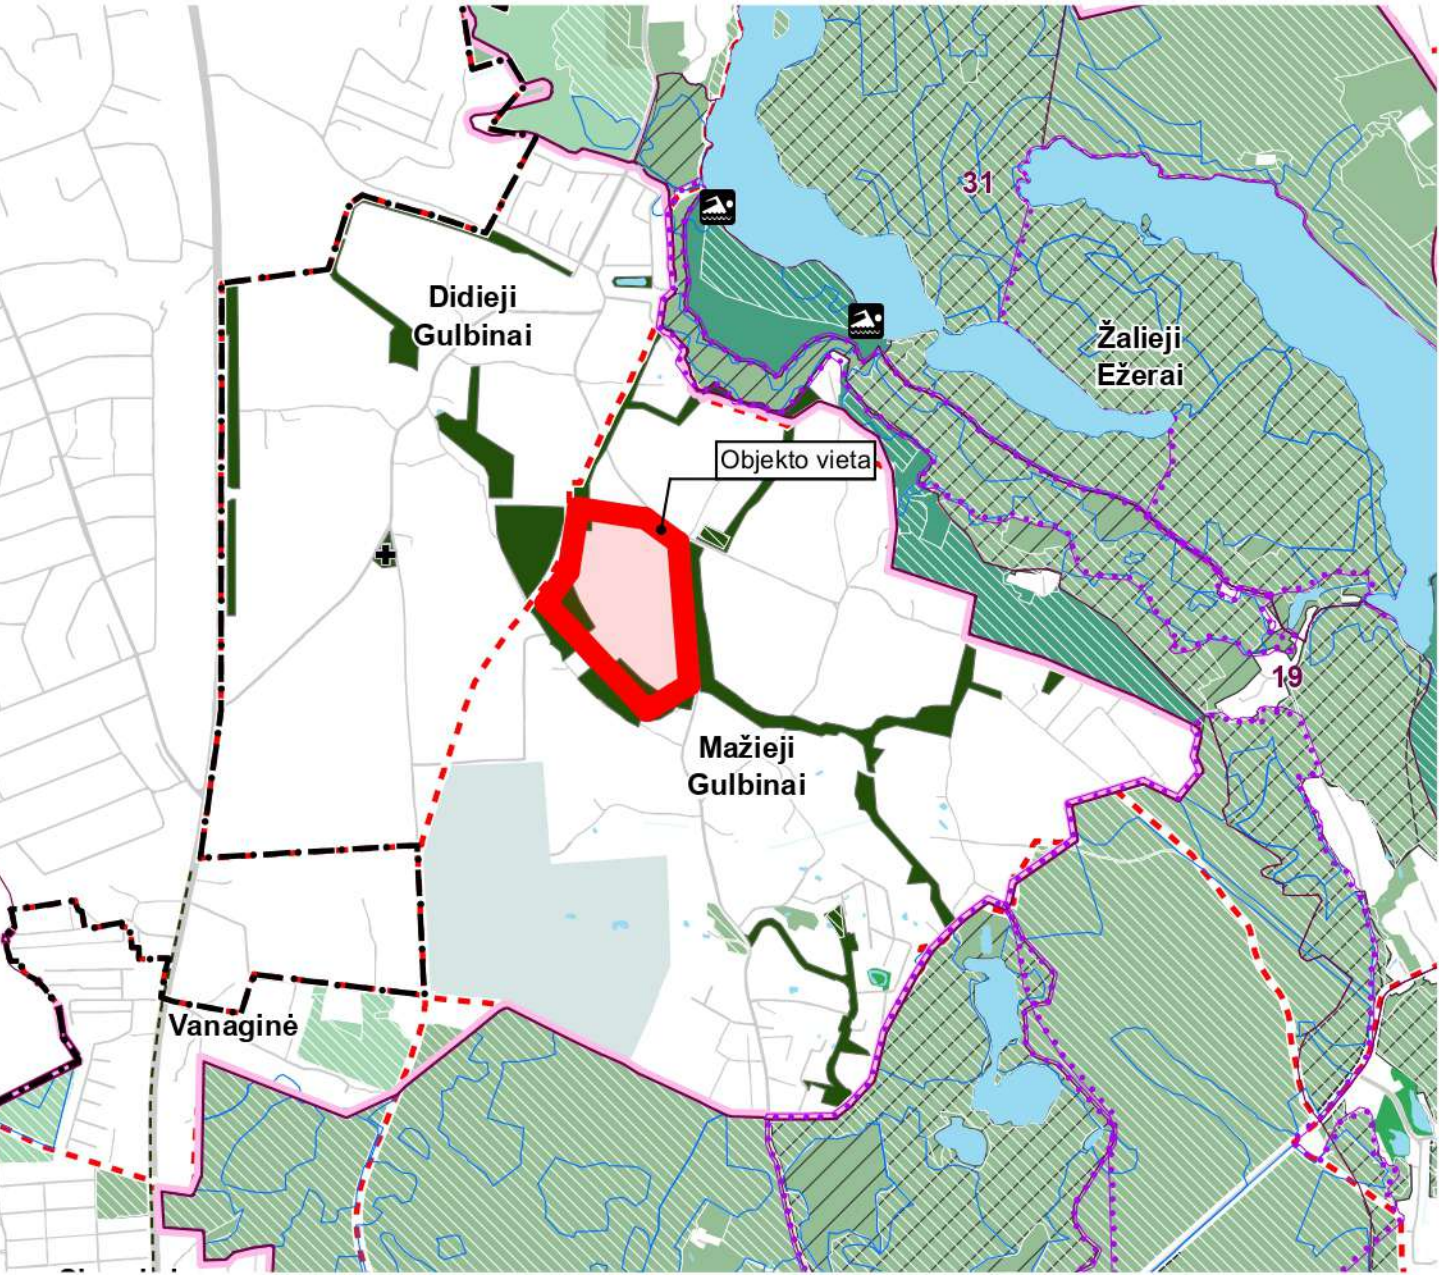 31
Didieji
Gulbinai
Žalieji
Ežerai
Objekto vieta
19
Mažieji
Gulbinai
Vanaginė